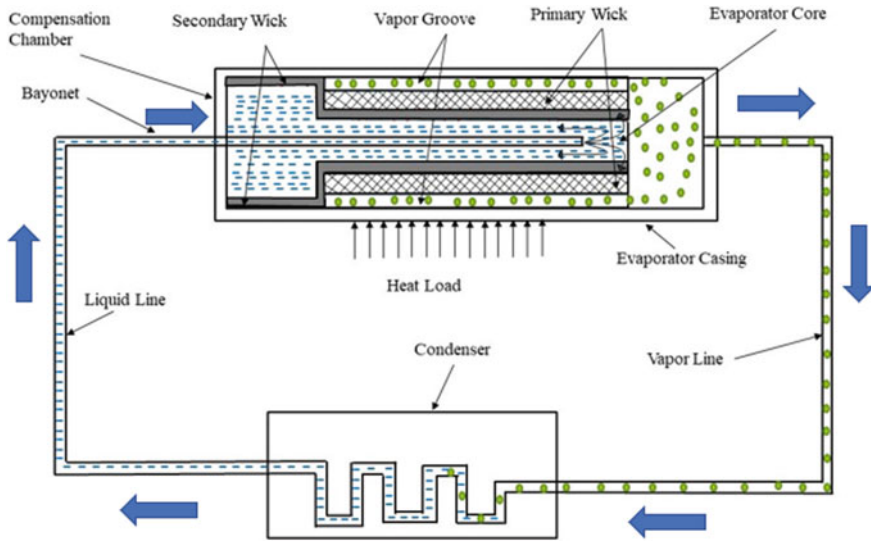 Compensation
Chamber
Secondary Wick
Vapor Groove
Primary Wick
Evaporator Core
Bayonet
Evaporator Casing
Heat Load
Liquid Line
Condenser
Vapor Line